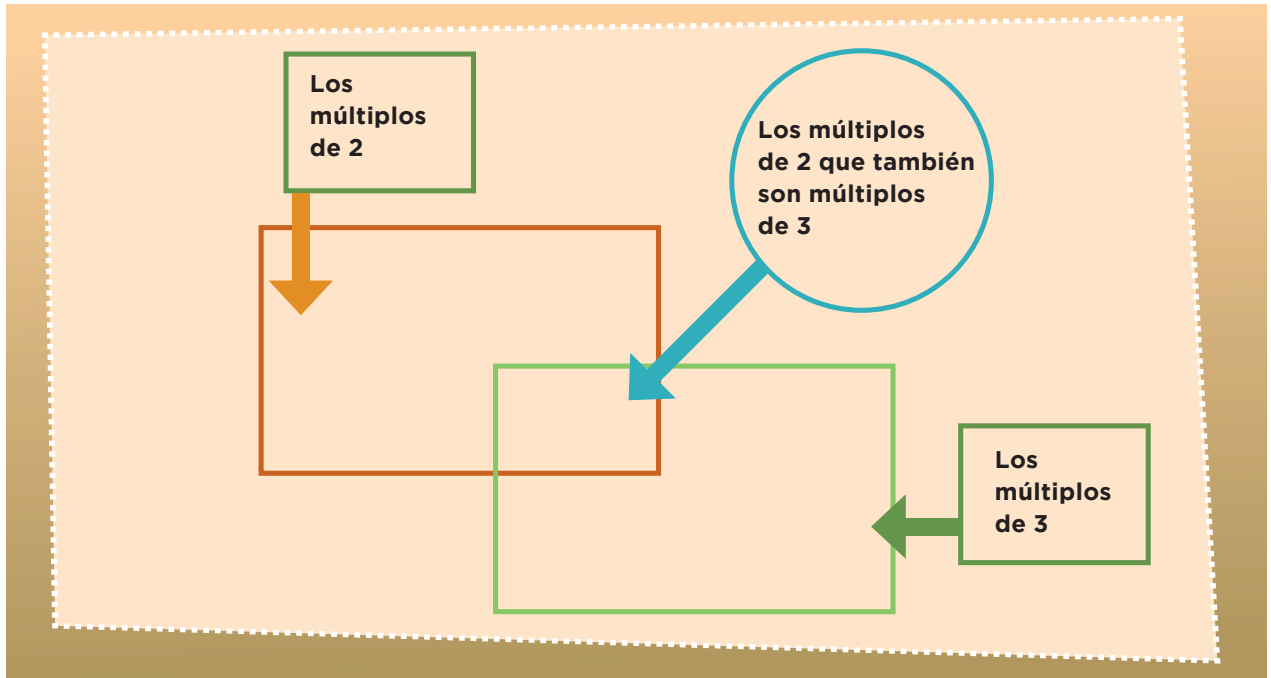 Los
múltiplos
de 2
Los múltiplos
de 2 que también
son múltiplos
de 3
Los
múltiplos
de 3